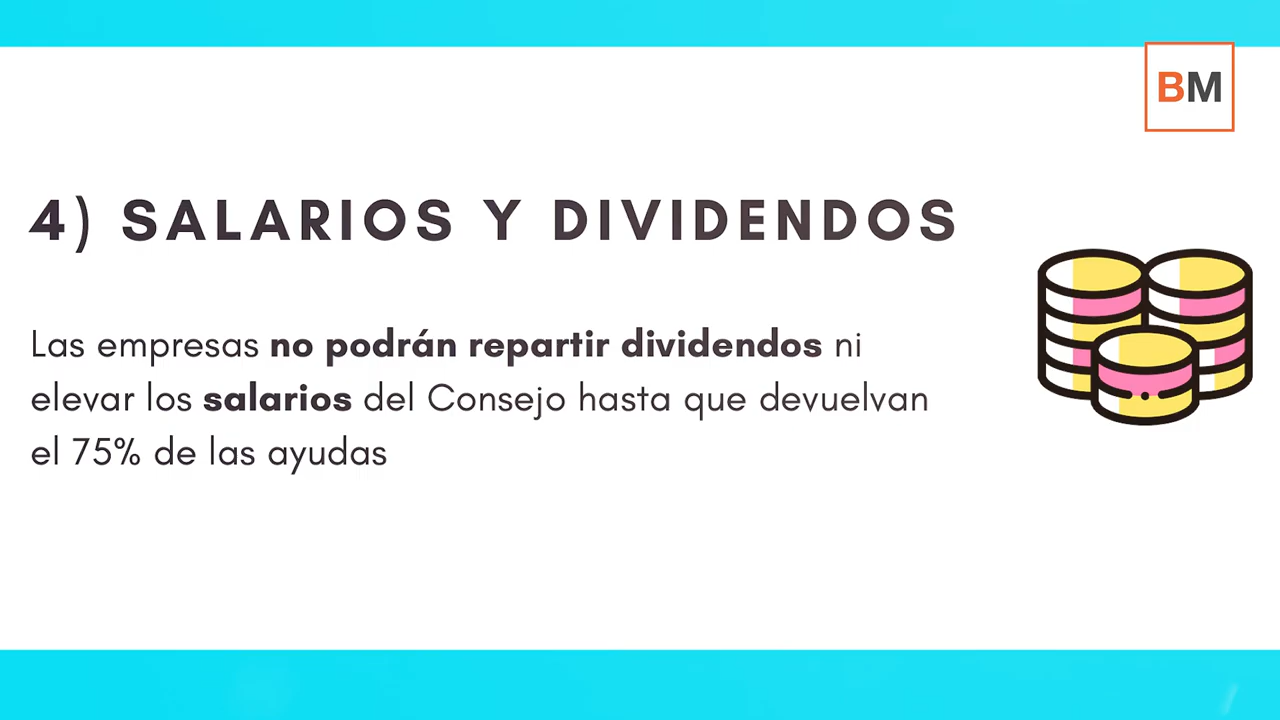 BM
4) SALARIOS Y DIVIDENDOS
Las empresas no podrán repartir dividendos ni
elevar los salarios del Consejo hasta que devuelvan
el 75% de las ayudas